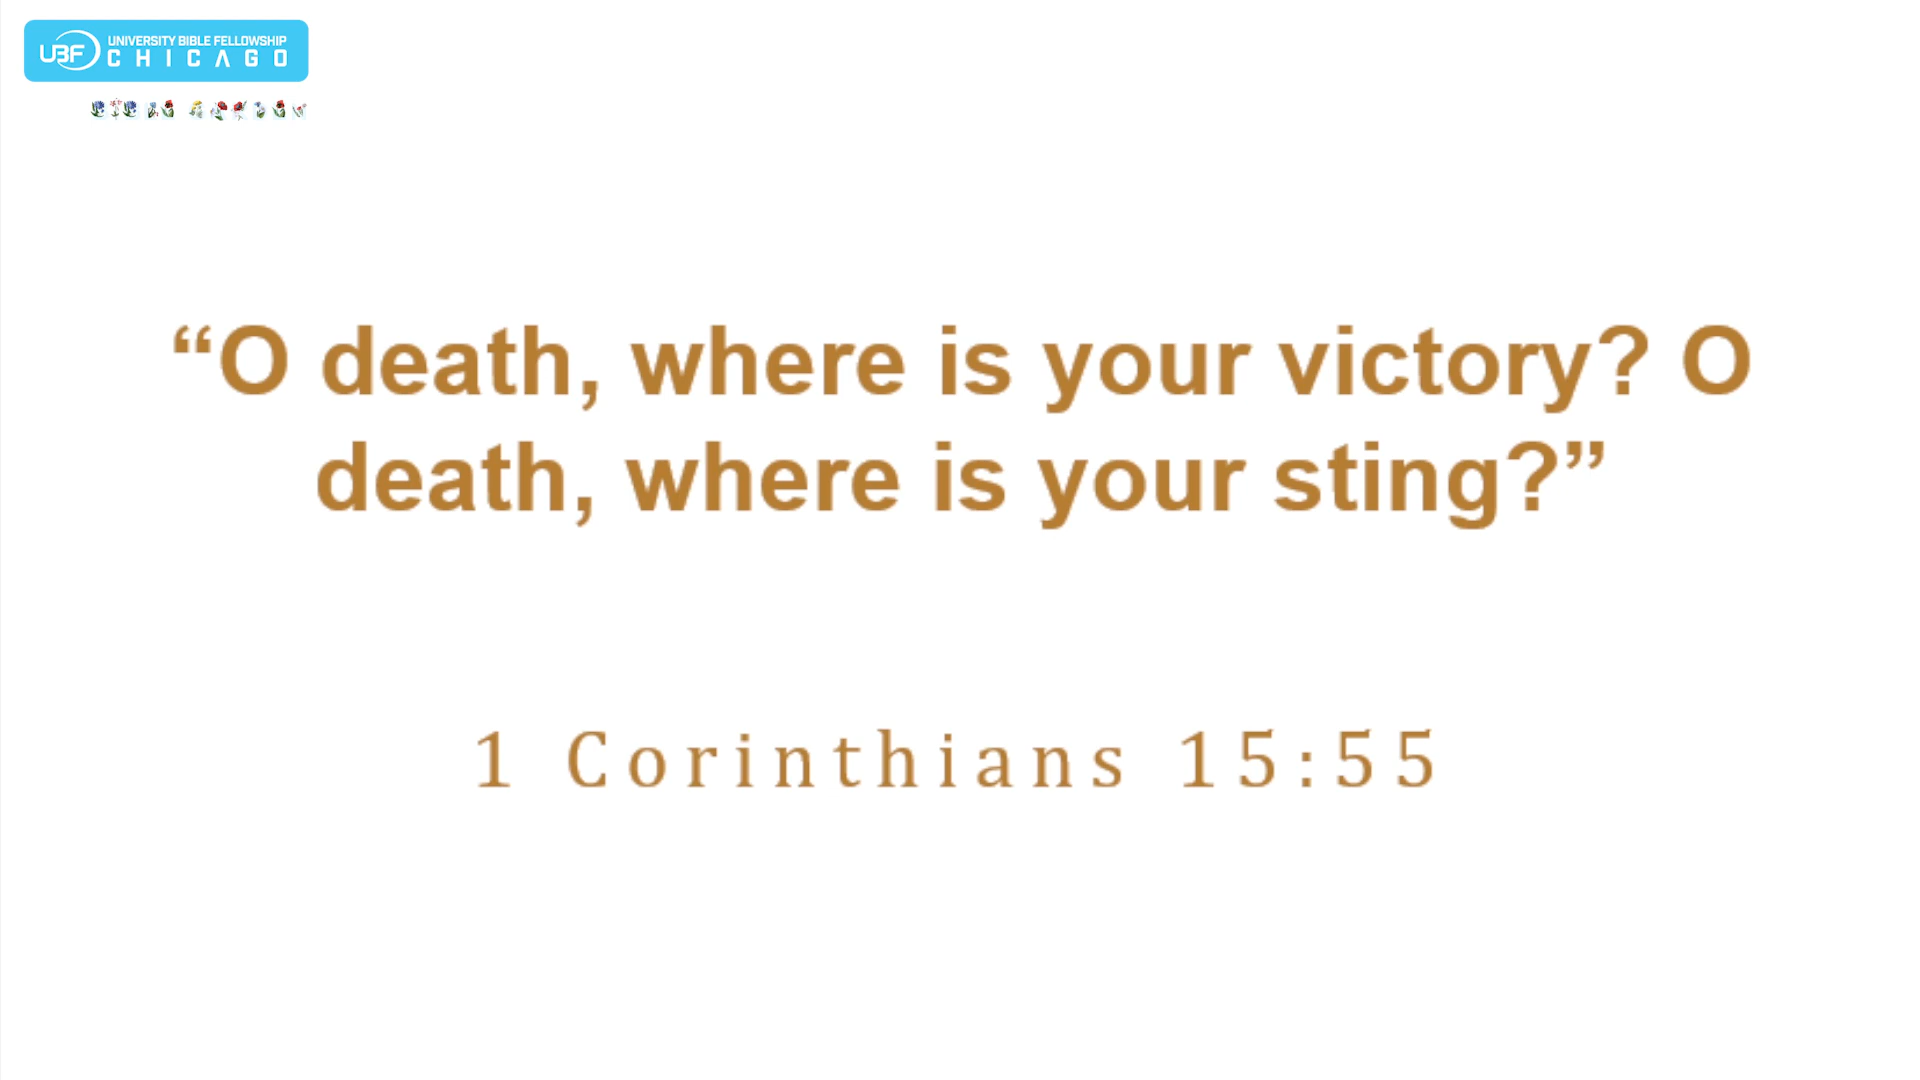 UBF UNIVERSITY BIBLE FELLOWSHIP
CHICAGO
“O death, where is your victory? O
death, where is your sting?”
1 Corinthians 15:55